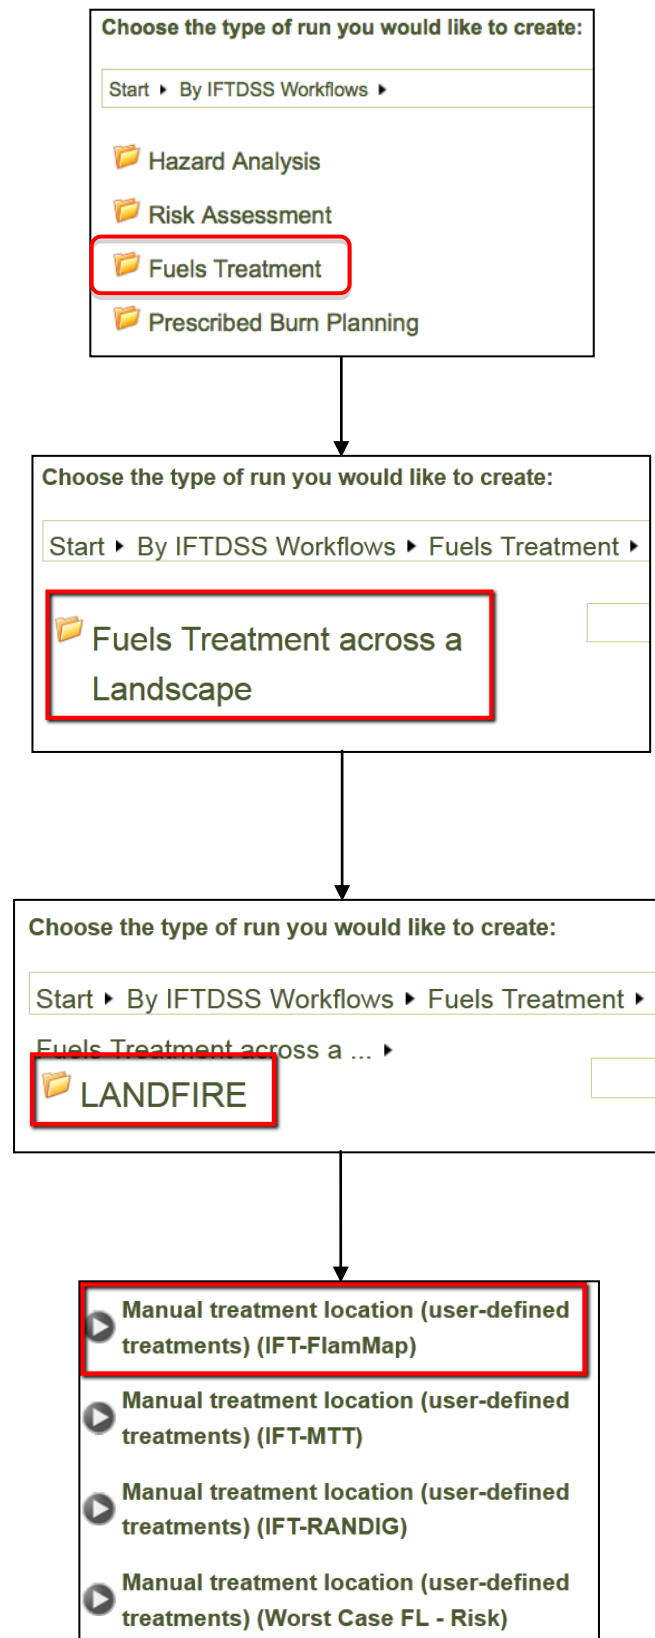 Choose the type of run you would like to create:
Start ▸ By IFTDSS Workflows ▸
Hazard Analysis
Risk Assessment
Fuels Treatment
Prescribed Burn Planning
Choose the type of run you would like to create:
Start ▸ By IFTDSS Workflows ▸ Fuels Treatment ▸
Fuels Treatment across a
Landscape
Choose the type of run you would like to create:
Start ▸ By IFTDSS Workflows ▸ Fuels Treatment ▸
Fuels Treatment across a ... ▸
LANDFIRE
Manual treatment location (user-defined
treatments) (IFT-FlamMap)
Manual treatment location (user-defined
treatments) (IFT-MTT)
Manual treatment location (user-defined
treatments) (IFT-RANDIG)
Manual treatment location (user-defined
treatments) (Worst Case FL - Risk)